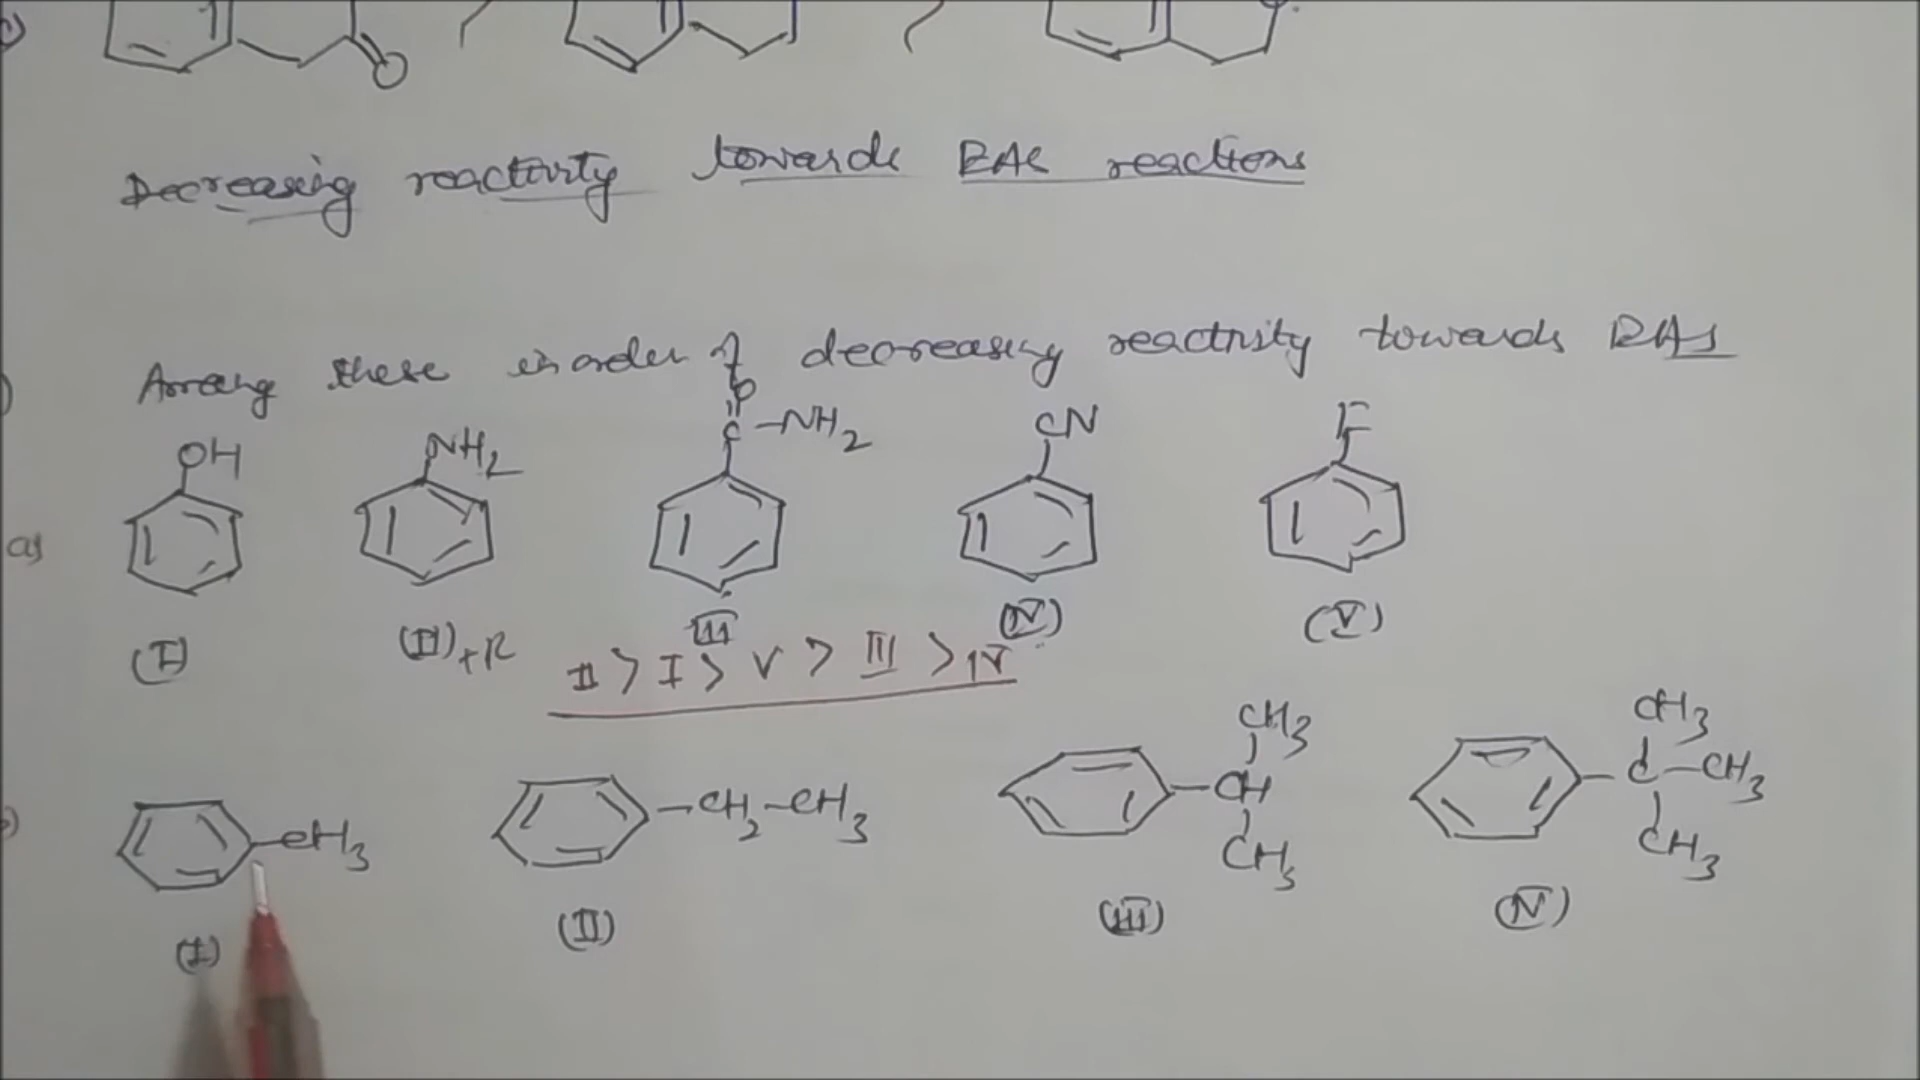 O
Decreasing reactivity towards EAS reactions
Arrang these in order of decreasing reactivity towards EAS
OH NH2 O C -NH2 CN F
a)
(I) (II) +R III (IV) (V)
II > I > V > III > IV
CH3 CH3
-CH3 -CH2-CH3 -CH -C-CH3
CH3 CH3
(I) (II) (III) (IV)